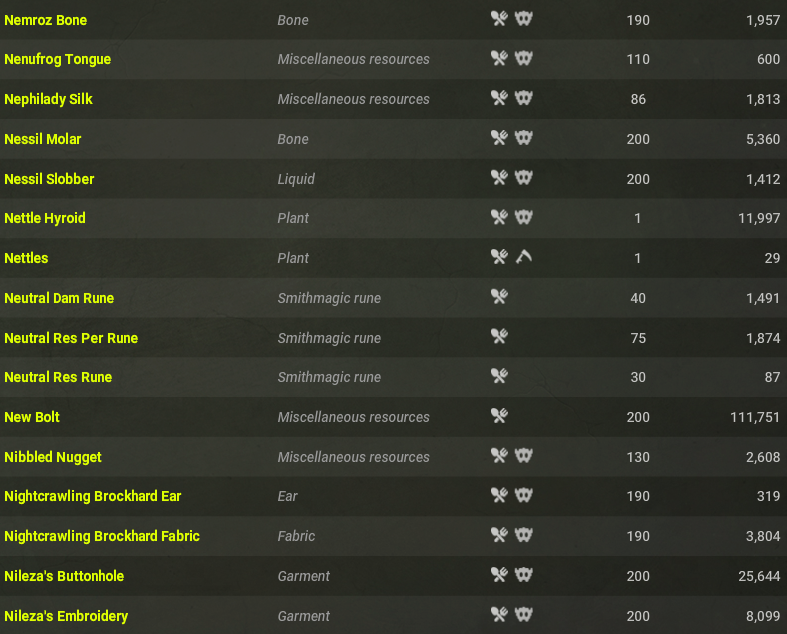 Nemroz Bone Bone 190 1,957
Nenufrog Tongue Miscellaneous resources 110 600
Nephilady Silk Miscellaneous resources 86 1,813
Nessil Molar Bone 200 5,360
Nessil Slobber Liquid 200 1,412
Nettle Hyroid Plant 1 11,997
Nettles Plant 1 29
Neutral Dam Rune Smithmagic rune 40 1,491
Neutral Res Per Rune Smithmagic rune 75 1,874
Neutral Res Rune Smithmagic rune 30 87
New Bolt Miscellaneous resources 200 111,751
Nibbled Nugget Miscellaneous resources 130 2,608
Nightcrawling Brockhard Ear Ear 190 319
Nightcrawling Brockhard Fabric Fabric 190 3,804
Nileza's Buttonhole Garment 200 25,644
Nileza's Embroidery Garment 200 8,099